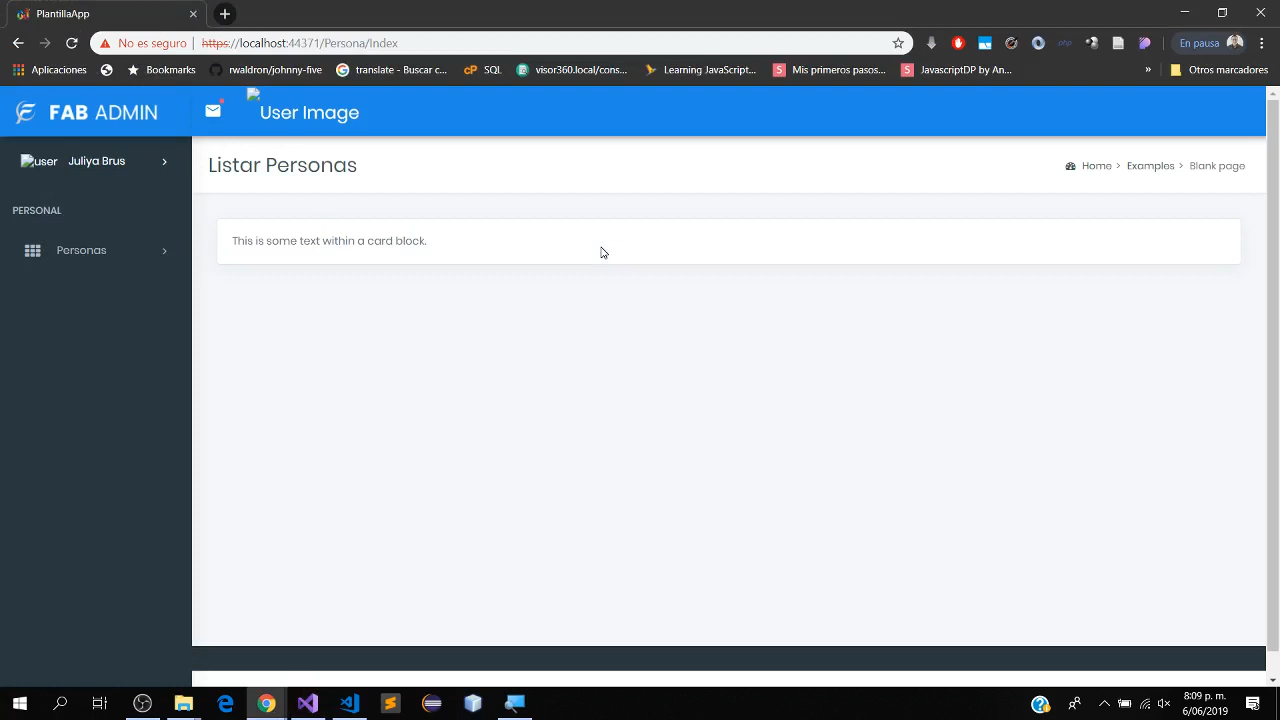 PlantillaApp
No es seguro | https://localhost:44371/Persona/Index
En pausa
Aplicaciones
Bookmarks
rwaldron/johnny-five
translate - Buscar c...
cP SQL
visor360.local/cons...
Learning JavaScript...
S Mis primeros pasos...
S JavascriptDP by An...
»
Otros marcadores
FAB ADMIN
User Image
user Juliya Brus
Listar Personas
Home > Examples > Blank page
PERSONAL
Personas
This is some text within a card block.
8:09 p. m.
6/06/2019